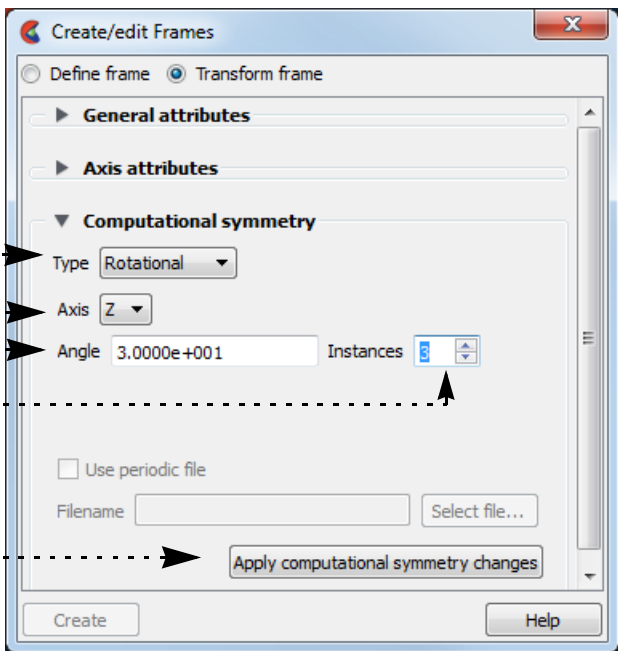 Create/edit Frames
Define frame Transform frame
General attributes
Axis attributes
Computational symmetry
Type Rotational
Axis Z
Angle 3.0000e+001 Instances 3
Use periodic file
Filename Select file...
Apply computational symmetry changes
Create Help